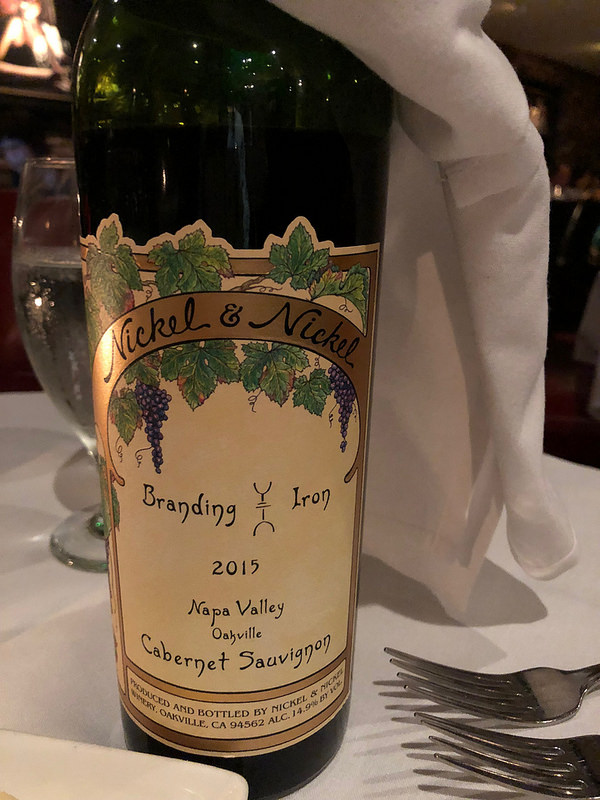 Nickel & Nickel
Branding Iron
2015
Napa Valley
Oakville
Cabernet Sauvignon
PRODUCED AND BOTTLED BY NICKEL & NICKEL
WINERY, OAKVILLE, CA 94562 ALC. 14.9% BY VOL.